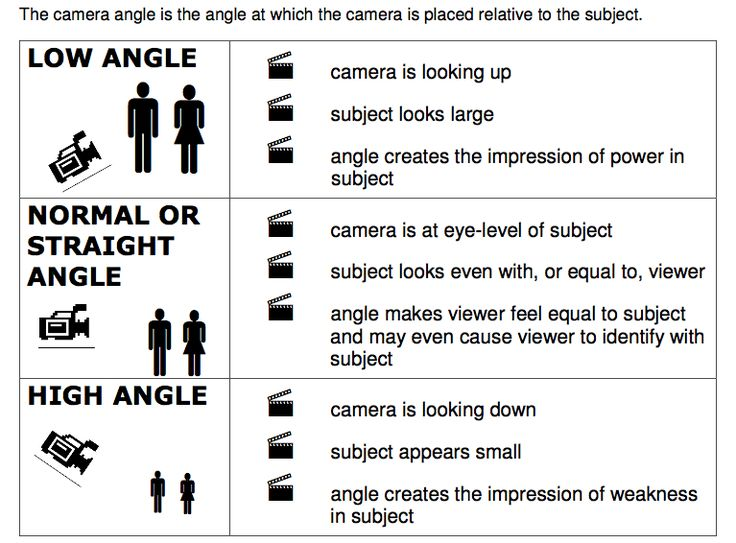 The camera angle is the angle at which the camera is placed relative to the subject.
LOW ANGLE
camera is looking up
subject looks large
angle creates the impression of power in
subject
NORMAL OR
STRAIGHT
ANGLE
camera is at eye-level of subject
subject looks even with, or equal to, viewer
angle makes viewer feel equal to subject
and may even cause viewer to identify with
subject
HIGH ANGLE
camera is looking down
subject appears small
angle creates the impression of weakness
in subject